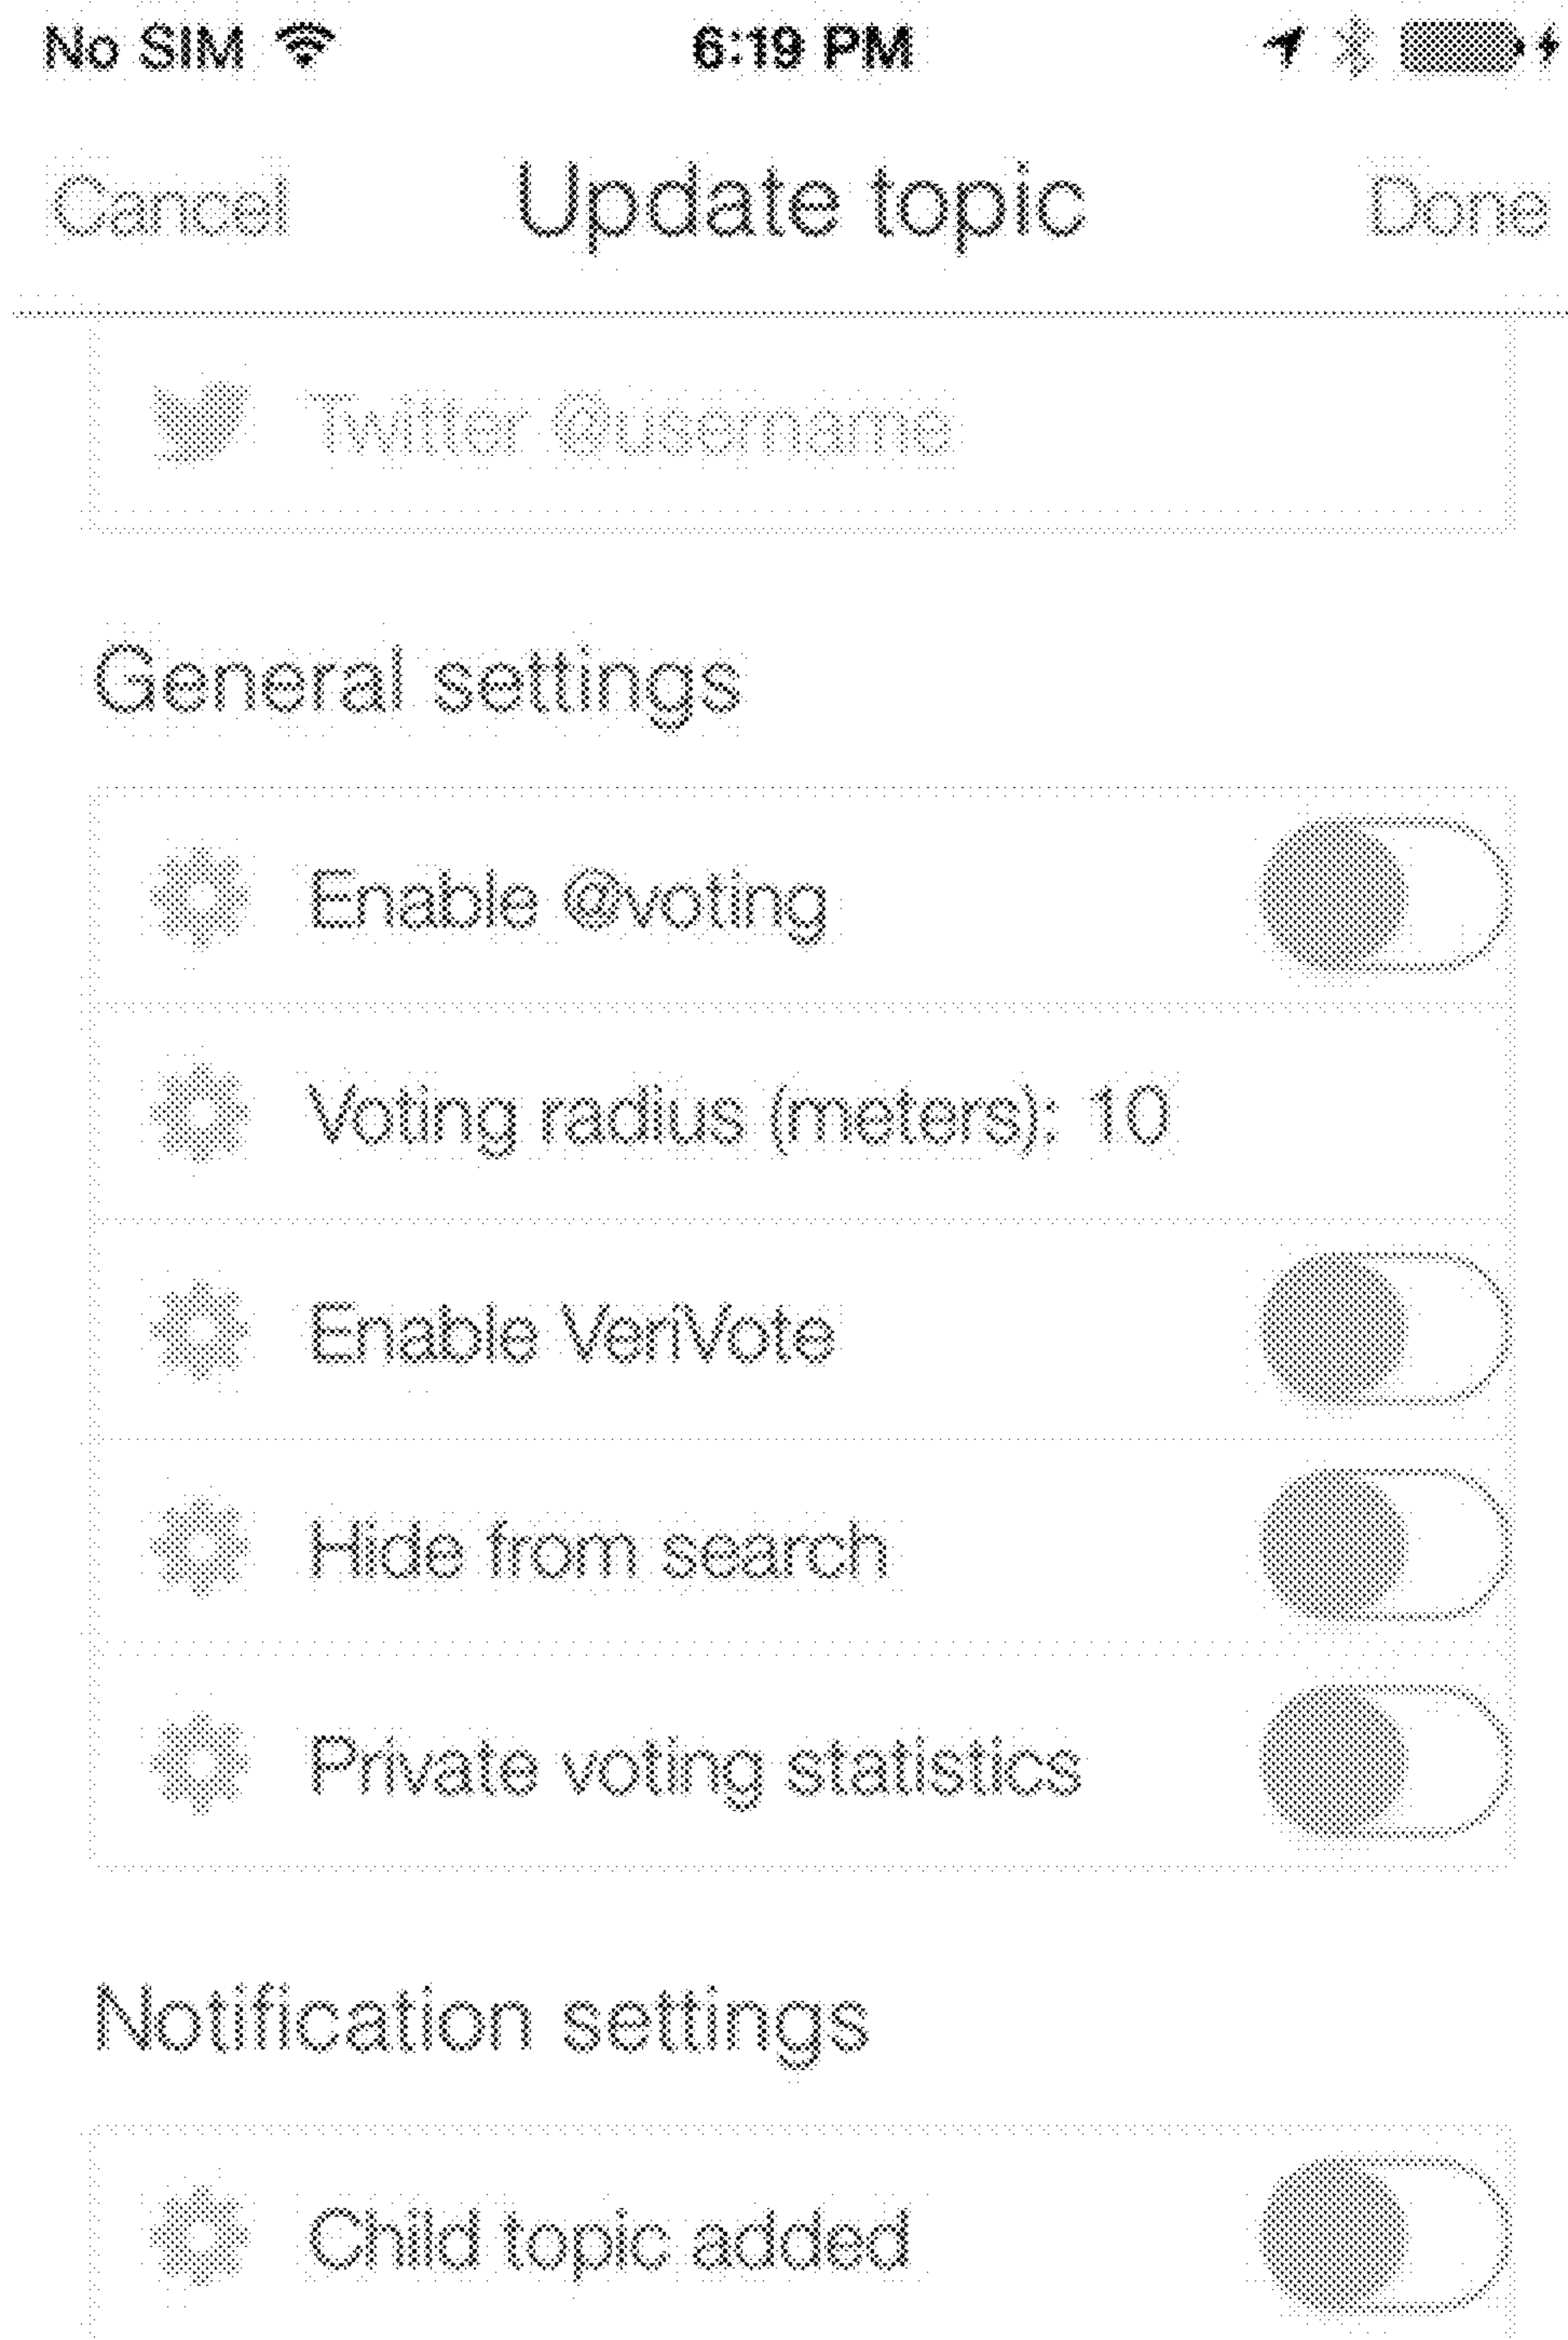 No SIM 6:19 PM
Cancel Update topic Done
Twitter @username
General settings
Enable @voting
Voting radius (meters): 10
Enable VeriVote
Hide from search
Private voting statistics
Notification settings
Child topic added